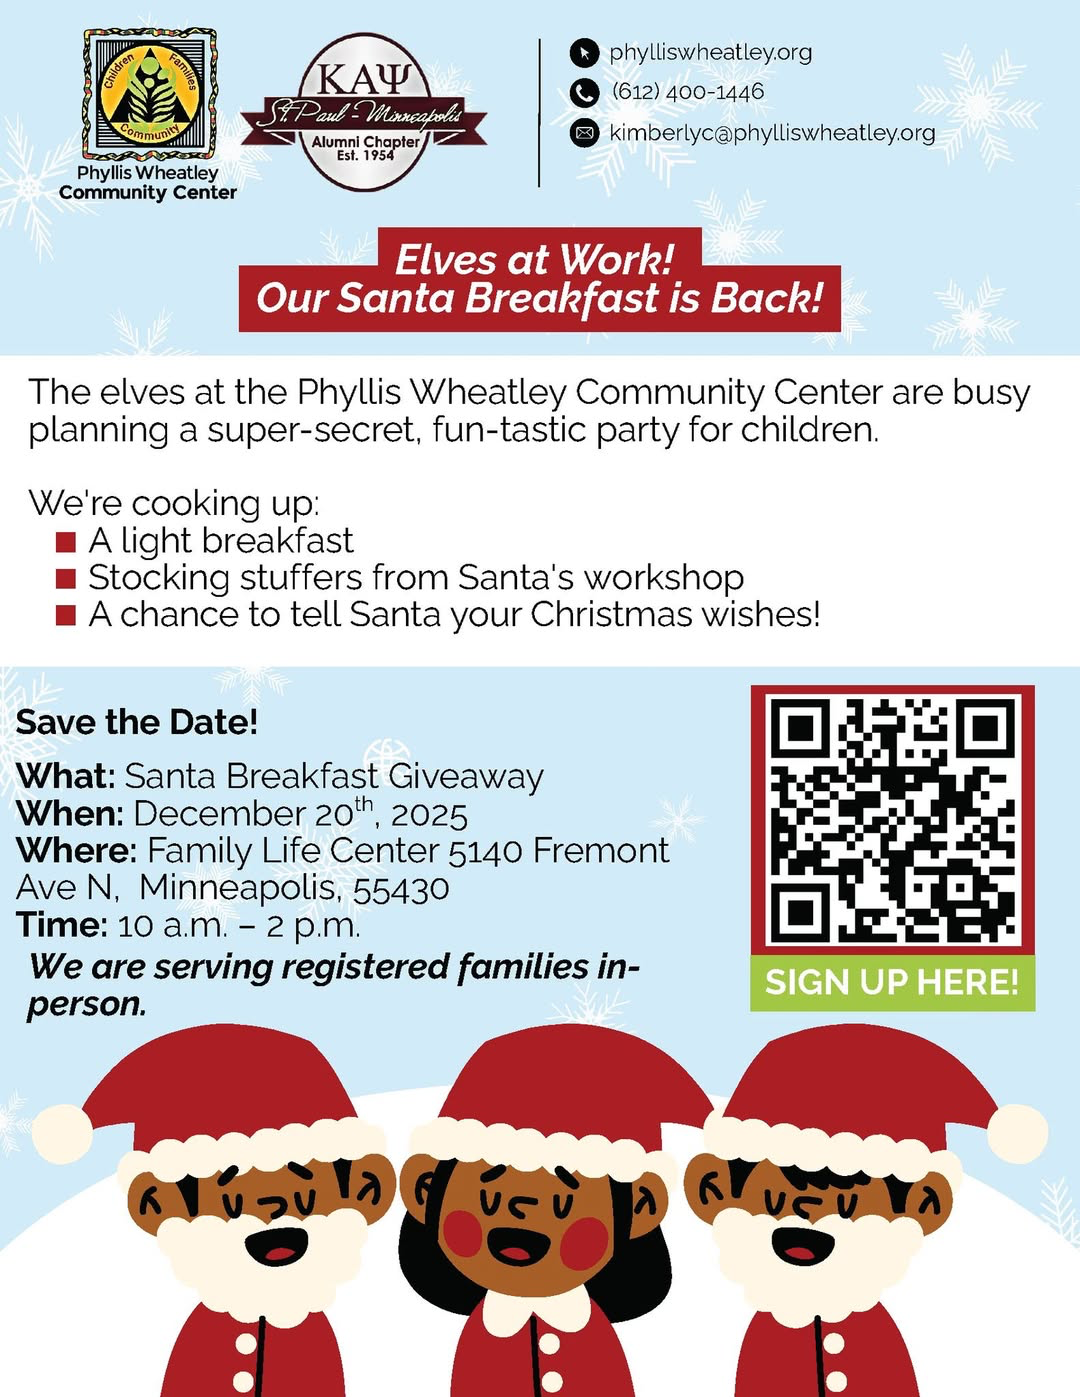 Children
Families
Community
Phyllis Wheatley
Community Center
ΚΑΨ
St. Paul - Minneapolis
Alumni Chapter
Est. 1954
phylliswheatley.org
(612) 400-1446
kimberlyc@phylliswheatley.org
Elves at Work!
Our Santa Breakfast is Back!
The elves at the Phyllis Wheatley Community Center are busy
planning a super-secret, fun-tastic party for children.
We're cooking up:
A light breakfast
Stocking stuffers from Santa's workshop
A chance to tell Santa your Christmas wishes!
Save the Date!
What: Santa Breakfast Giveaway
When: December 20th, 2025
Where: Family Life Center 5140 Fremont
Ave N, Minneapolis, 55430
Time: 10 a.m. – 2 p.m.
We are serving registered families in-
person.
SIGN UP HERE!